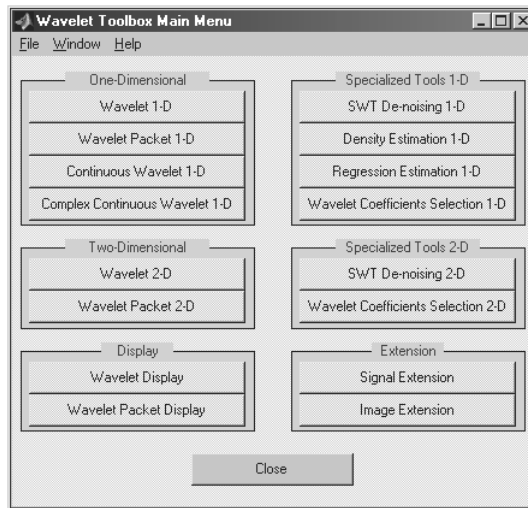 Wavelet Toolbox Main Menu
File Window Help
One-Dimensional
Wavelet 1-D
Wavelet Packet 1-D
Continuous Wavelet 1-D
Complex Continuous Wavelet 1-D
Specialized Tools 1-D
SWT De-noising 1-D
Density Estimation 1-D
Regression Estimation 1-D
Wavelet Coefficients Selection 1-D
Two-Dimensional
Wavelet 2-D
Wavelet Packet 2-D
Specialized Tools 2-D
SWT De-noising 2-D
Wavelet Coefficients Selection 2-D
Display
Wavelet Display
Wavelet Packet Display
Extension
Signal Extension
Image Extension
Close